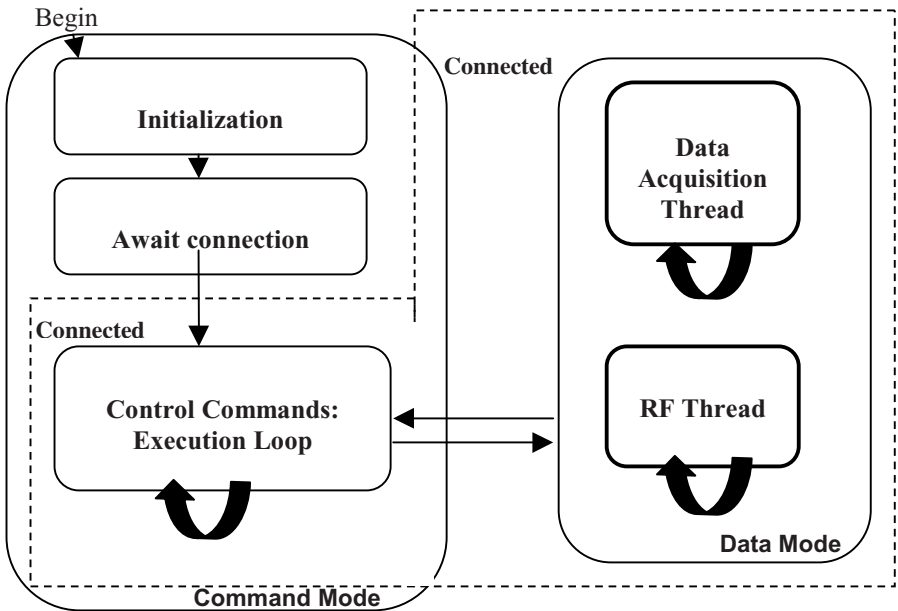 Begin
Initialization
Await connection
Connected
Control Commands:
Execution Loop
Command Mode
Connected
Data
Acquisition
Thread
RF Thread
Data Mode